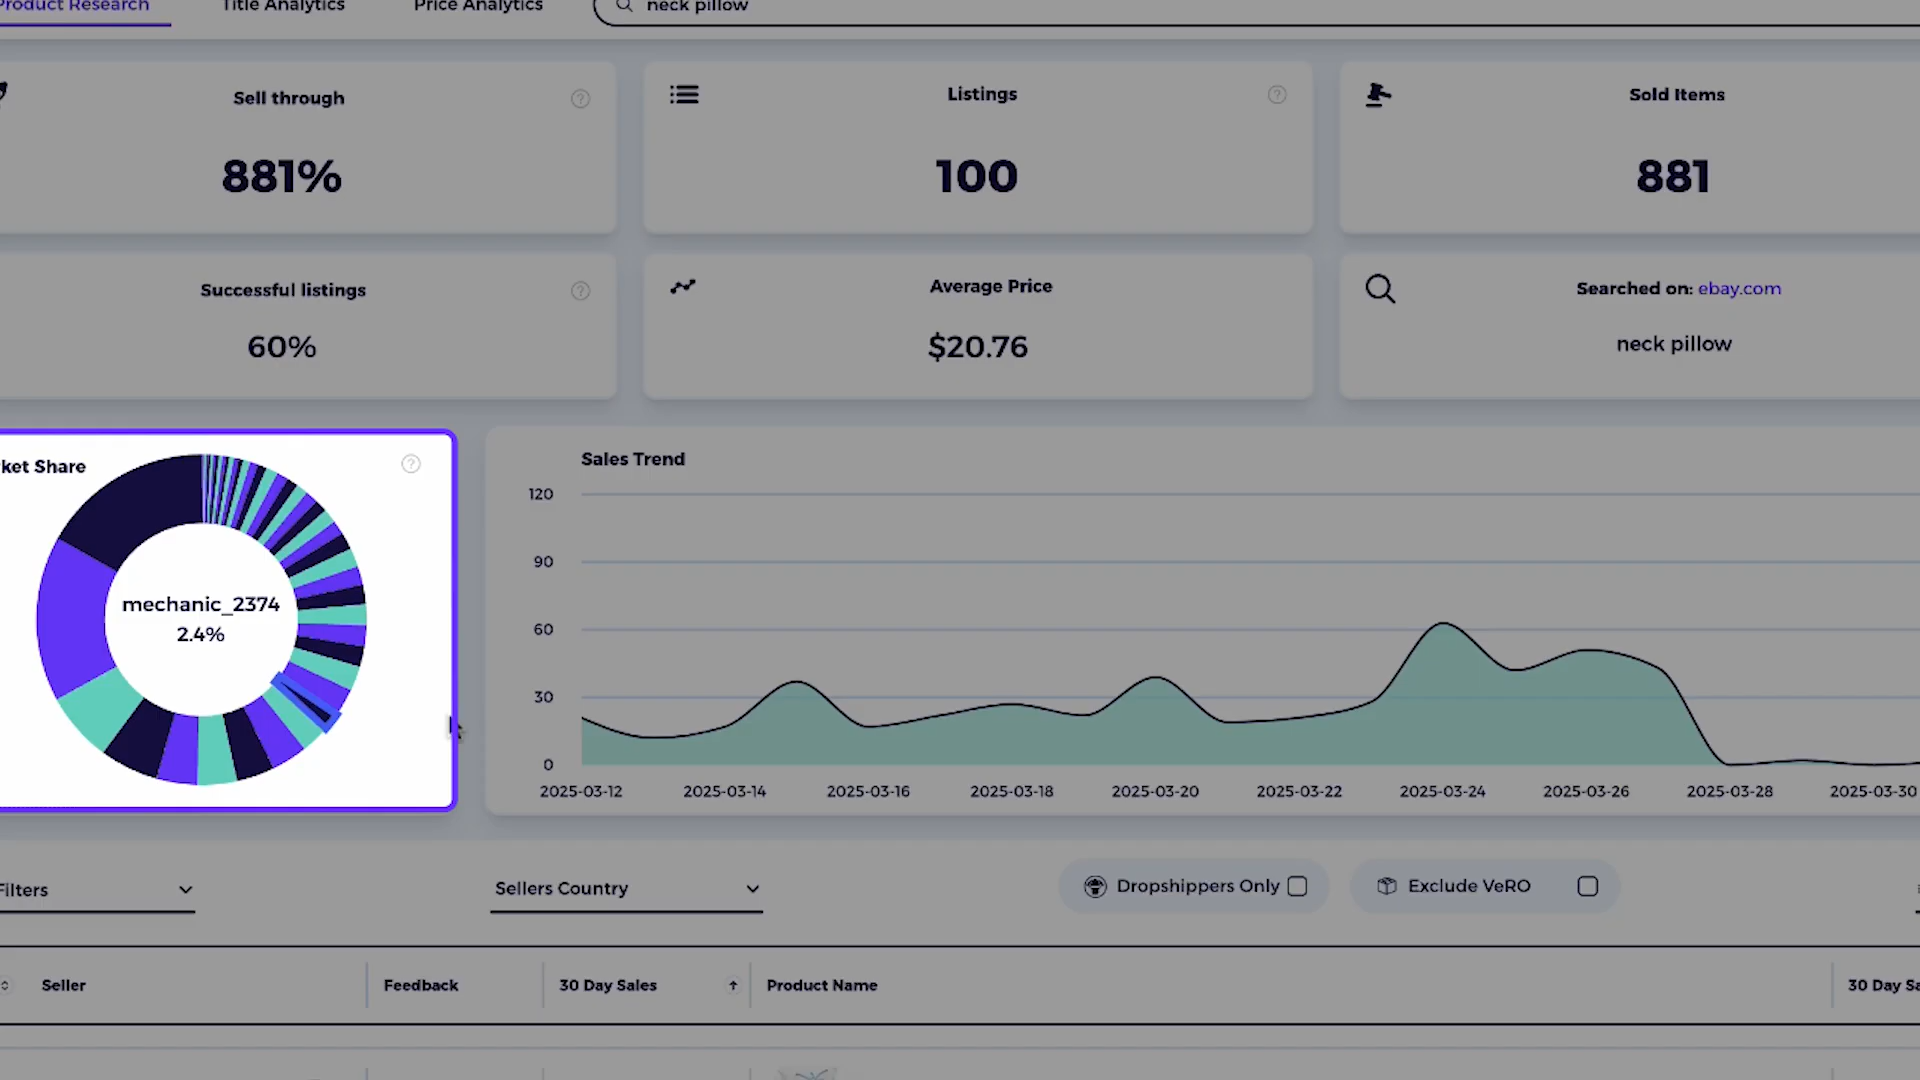 Product Research
Title Analytics
Price Analytics
neck pillow
Sell through
881%
Listings
100
Sold Items
881
Successful listings
60%
Average Price
$20.76
Searched on: ebay.com
neck pillow
ket Share
mechanic_2374
2.4%
Sales Trend
120
90
60
30
0
2025-03-12
2025-03-14
2025-03-16
2025-03-18
2025-03-20
2025-03-22
2025-03-24
2025-03-26
2025-03-28
2025-03-30
Filters
Sellers Country
Dropshippers Only
Exclude VeRO
Seller
Feedback
30 Day Sales
Product Name
30 Day Sa